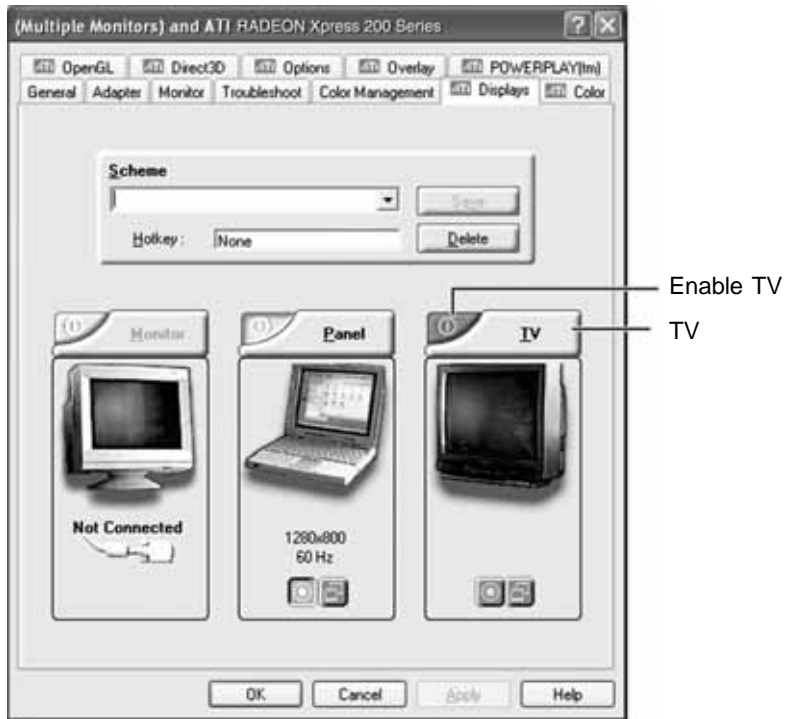 (Multiple Monitors) and ATI RADEON Xpress 200 Series
OpenGL Direct3D Options Overlay POWERPLAY(tm)
General Adapter Monitor Troubleshoot Color Management Displays Color
Scheme
Save
Hotkey: None Delete
Enable TV
Monitor Panel TV TV
Not Connected
1280x800
60 Hz
OK Cancel Apply Help